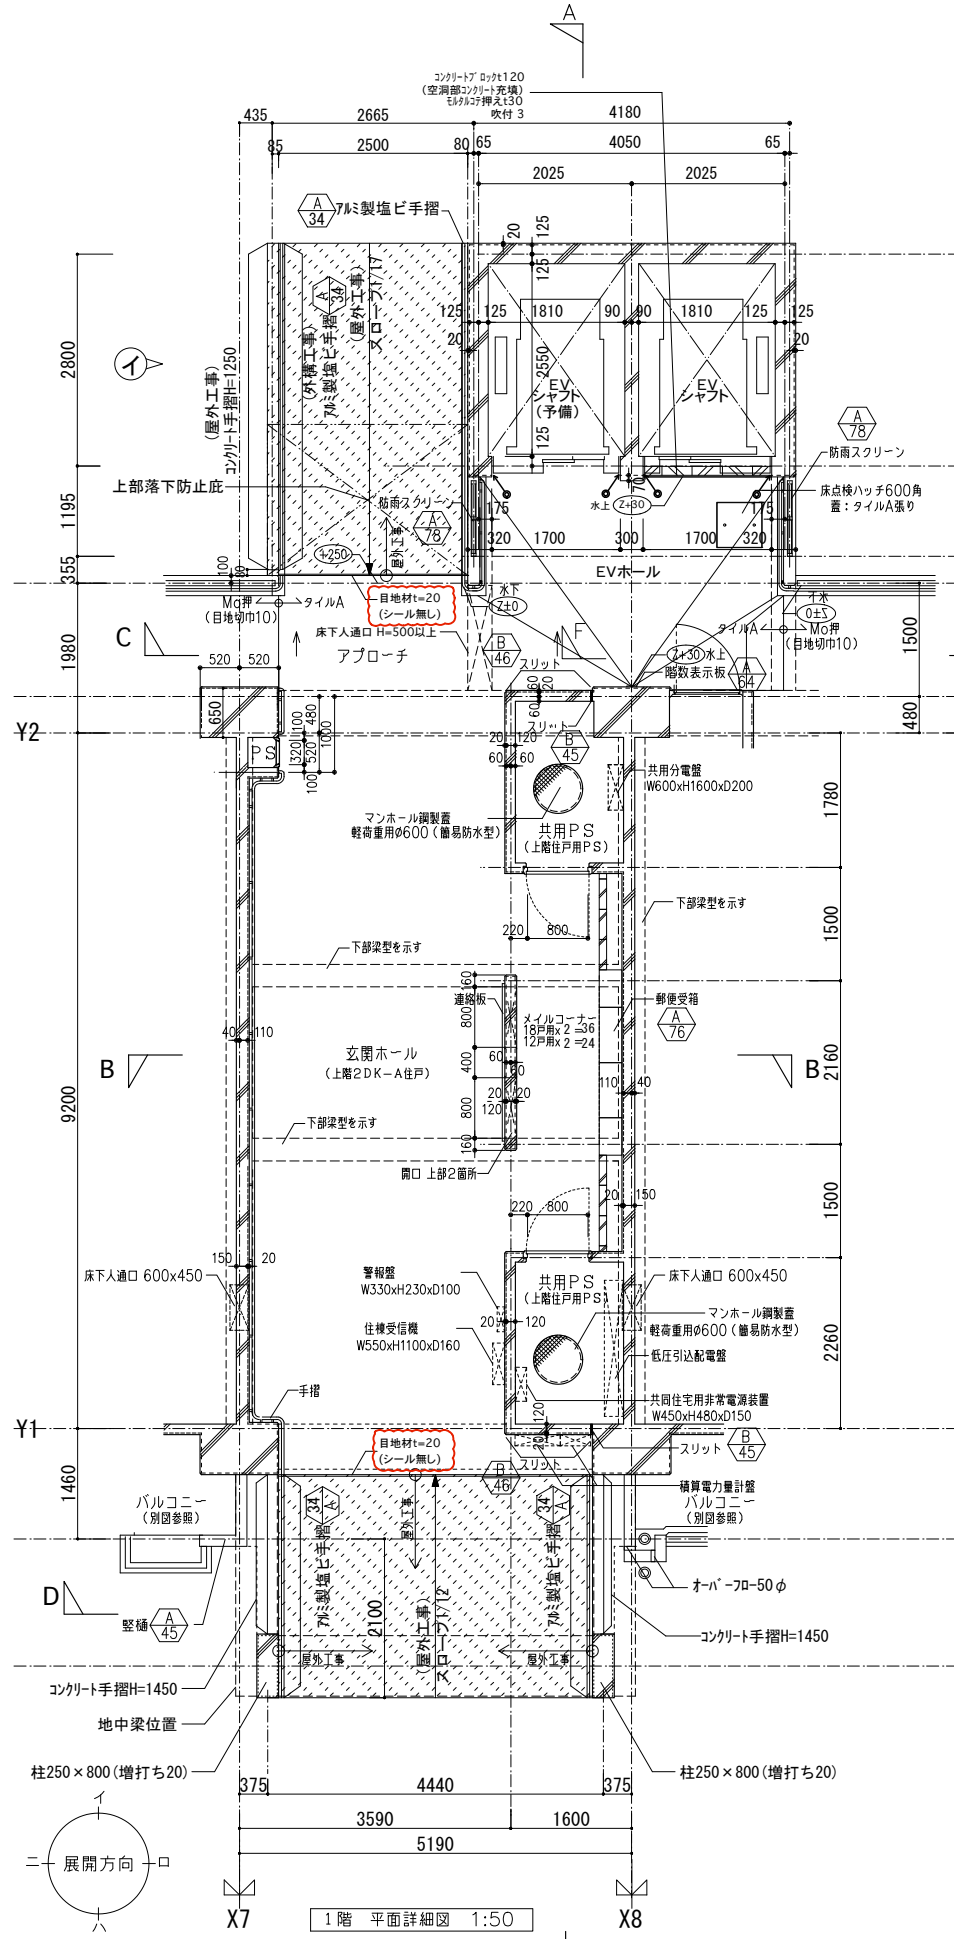 A
コンクリートブロックt120
(空洞部コンクリート充填)
モルタルコテ押えt30
吹付 3
435
2665
4180
85
2500
80
65
4050
65
2025
2025
A
34
アルミ製塩ビ手摺
20
125
125
A
34
(屋外工事)
スロープ1/17
(外構工事)
アルミ製塩ビ手摺
125
125
1810
90
90
1810
125
125
20
20
2800
イ
(屋外工事)
コンクリート手摺H=1250
2550
EV
シャフト
(予備)
EV
シャフト
125
A
78
防雨スクリーン
上部落下防止庇
防雨スクリーン
A
78
70
水上
Z+30
床点検ハッチ600角
蓋:タイルA張り
1195
175
175
320
1700
300
1700
320
屋外工事
+250
EVホール
355
100
80
目地材t=20
(シール無し)
水下
Z±0
水下
Z±0
Mo押
タイルA
(目地切巾10)
タイルA
Mo押
(目地切巾10)
C
床下人通口 H=500以上
アプローチ
B
46
F
Z+30
水上
階数表示板
A
64
1980
1500
520
520
スリット
60
20
60
650
480
1100
1000
320
520
100
PS
480
Y2
スリット
20
120
60
60
B
45
共用分電盤
W600xH1600xD200
1780
マンホール鋼製蓋
軽荷重用Ø600 (簡易防水型)
共用PS
(上階住戸用PS)
下部梁型を示す
1500
220
800
下部梁型を示す
160
連絡板
800
メイルコーナー
18戸用x 2 =36
12戸用x 2 =24
郵便受箱
A
76
40
110
玄関ホール
(上階2DK-A住戸)
B
B
400
60
60
110
40
2160
9200
800
20
20
120
下部梁型を示す
160
開口 上部2箇所
220
800
20
150
1500
150
20
床下人通口 600x450
警報盤
W330xH230xD100
共用PS
(上階住戸用PS)
床下人通口 600x450
20
120
住棟受信機
W550xH1100xD160
マンホール鋼製蓋
軽荷重用Ø600 (簡易防水型)
低圧引込配電盤
2260
手摺
共同住宅用非常電源装置
W450xH480xD150
120
20
Y1
目地材t=20
(シール無し)
スリット
B
46
スリット
B
45
1460
積算電力量計盤
バルコニー
(別図参照)
34
A
屋外工事
34
A
バルコニー
(別図参照)
アルミ製塩ビ手摺
アルミ製塩ビ手摺
オーバーフロー50φ
D
竪樋
A
45
2100
(屋外工事)
スロープ1/12
コンクリート手摺H=1450
屋外工事
屋外工事
コンクリート手摺H=1450
地中梁位置
柱250×800(増打ち20)
柱250×800(増打ち20)
375
4440
375
3590
1600
5190
イ
ニ
展開方向
ロ
ハ
X7
1階 平面詳細図 1:50
X8